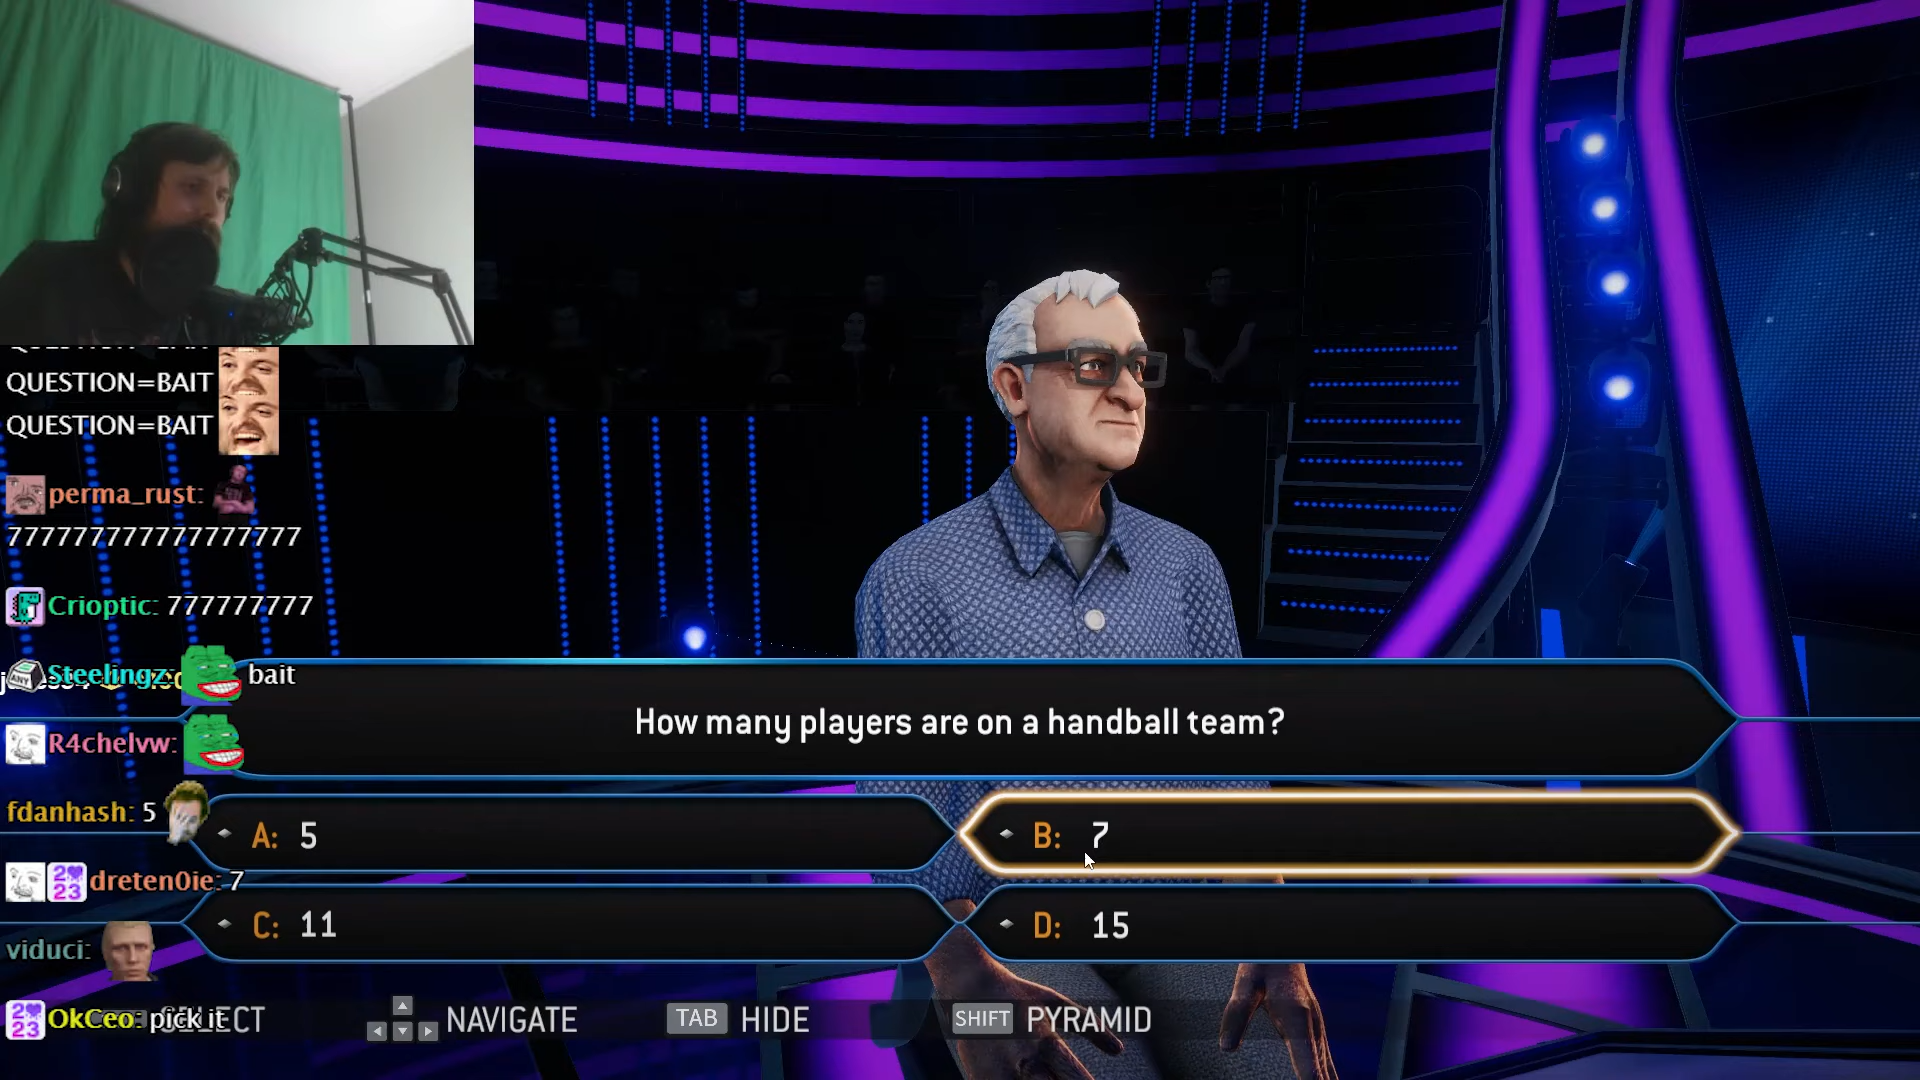 QUESTION=BAIT
QUESTION=BAIT
perma_rust:
777777777777777777
Crioptic: 777777777
Steelingz: bait
R4chelvw:
fdanhash: 5
dreten0ie: 7
viduci:
OkCeo: pick it
How many players are on a handball team?
A: 5
B: 7
C: 11
D: 15
NAVIGATE
TAB HIDE
SHIFT PYRAMID